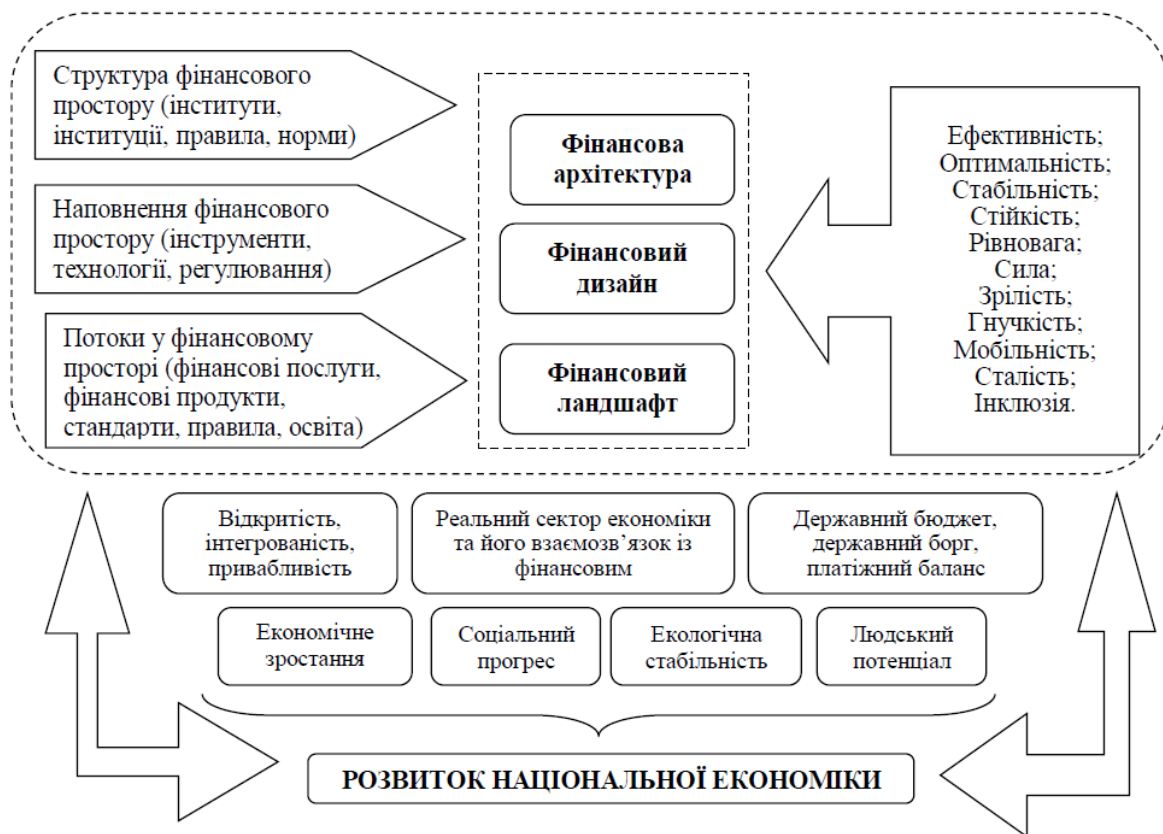 Структура фінансового
простору (інститути,
інституції, правила, норми)
Наповнення фінансового
простору (інструменти,
технології, регулювання)
Потоки у фінансовому
просторі (фінансові послуги,
фінансові продукти,
стандарти, правила, освіта)
Фінансова
архітектура
Фінансовий
дизайн
Фінансовий
ландшафт
Ефективність;
Оптимальність;
Стабільність;
Стійкість;
Рівновага;
Сила;
Зрілість;
Гнучкість;
Мобільність;
Сталість;
Інклюзія.
Відкритість,
інтегрованість,
привабливість
Реальний сектор економіки
та його взаємозв’язок із
фінансовим
Державний бюджет,
державний борг,
платіжний баланс
Економічне
зростання
Соціальний
прогрес
Екологічна
стабільність
Людський
потенціал
РОЗВИТОК НАЦІОНАЛЬНОЇ ЕКОНОМІКИ